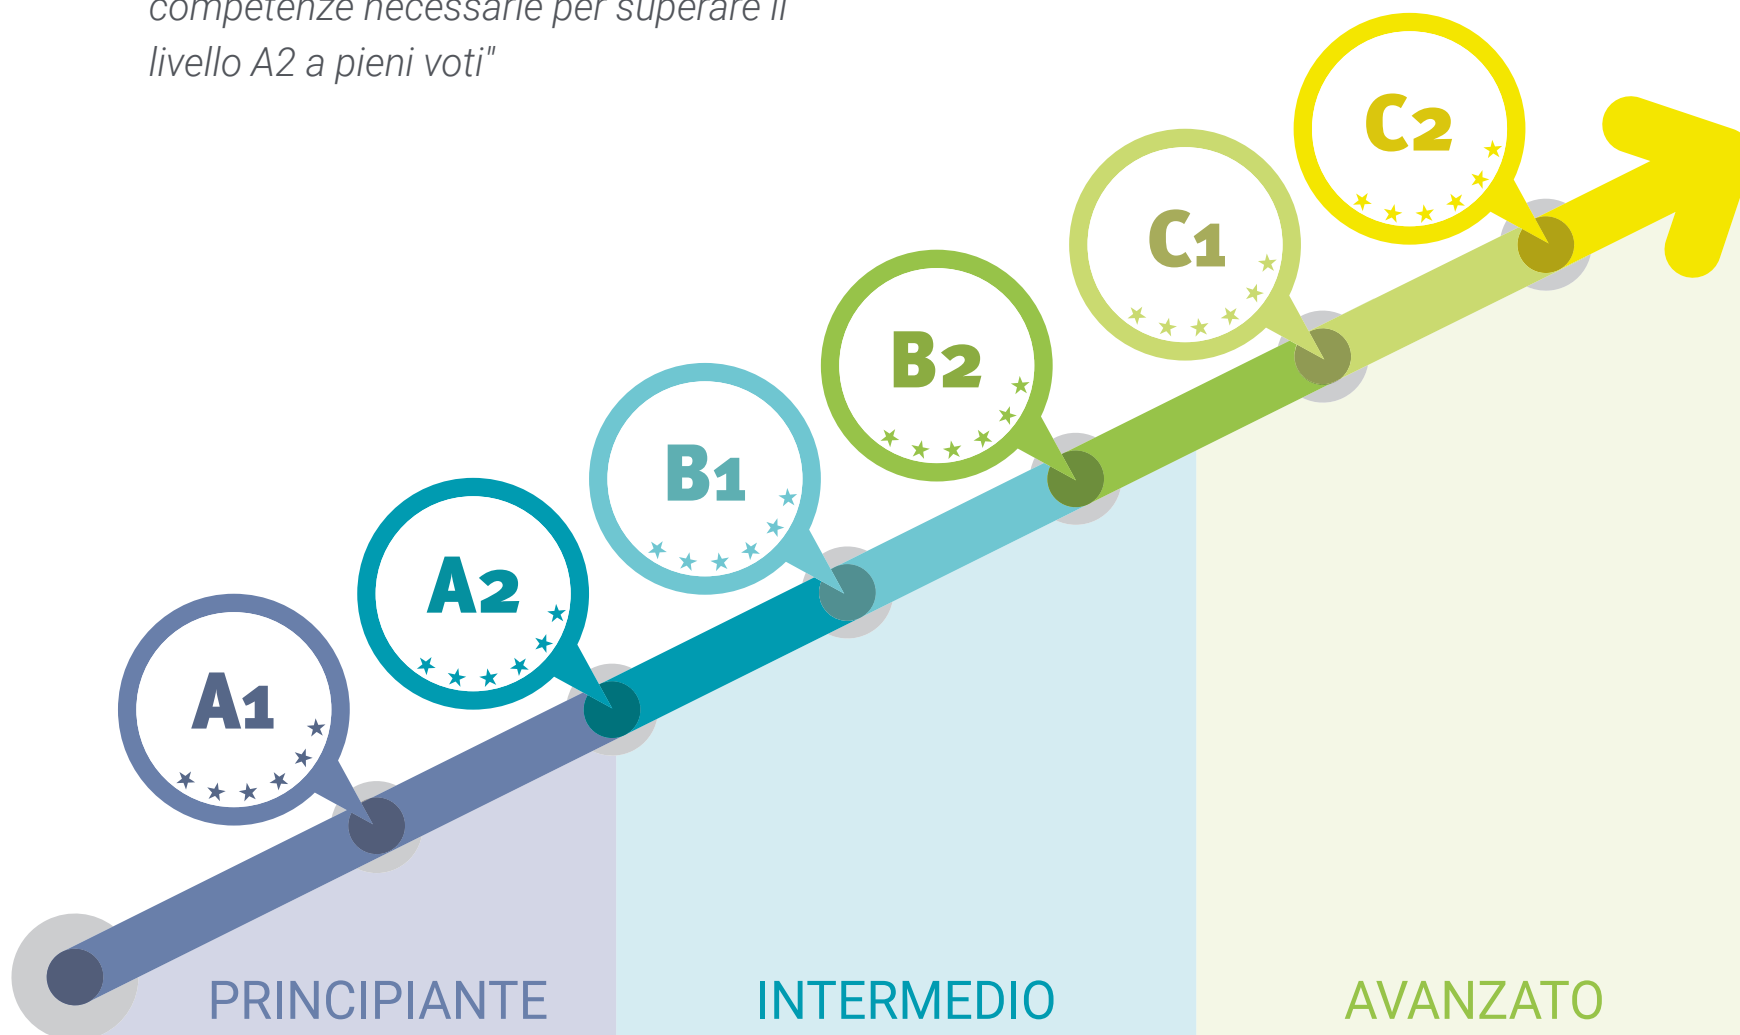 competenze necessarie per superare il
livello A2 a pieni voti"
C2
C1
B2
B1
A2
A1
PRINCIPIANTE
INTERMEDIO
AVANZATO